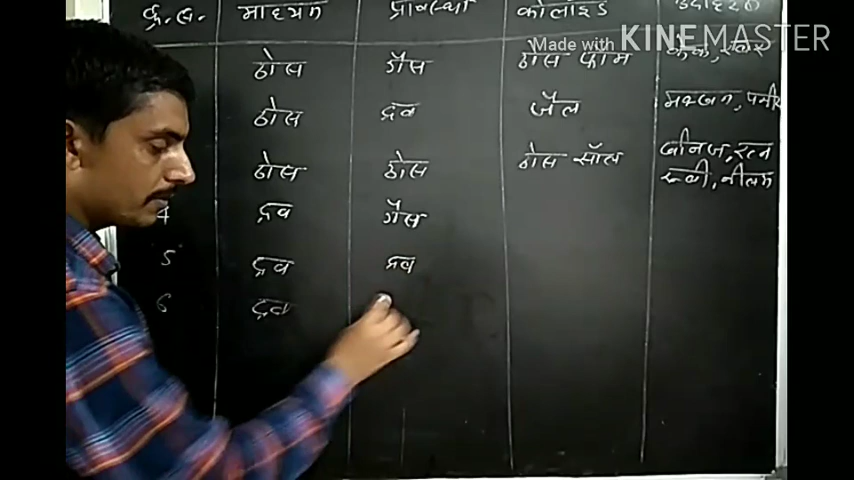 क्र.स. माध्यम प्रावस्था कोलॉइड उदाहरण
Made with KINEMASTER
ठोस गैस ठोस फोम
ठोस द्रव जैल मक्खन, पनीर
ठोस ठोस ठोस सॉल खनिज, रत्न
रूबी, नीलम
4 द्रव गैस
5 द्रव द्रव
6 द्रव